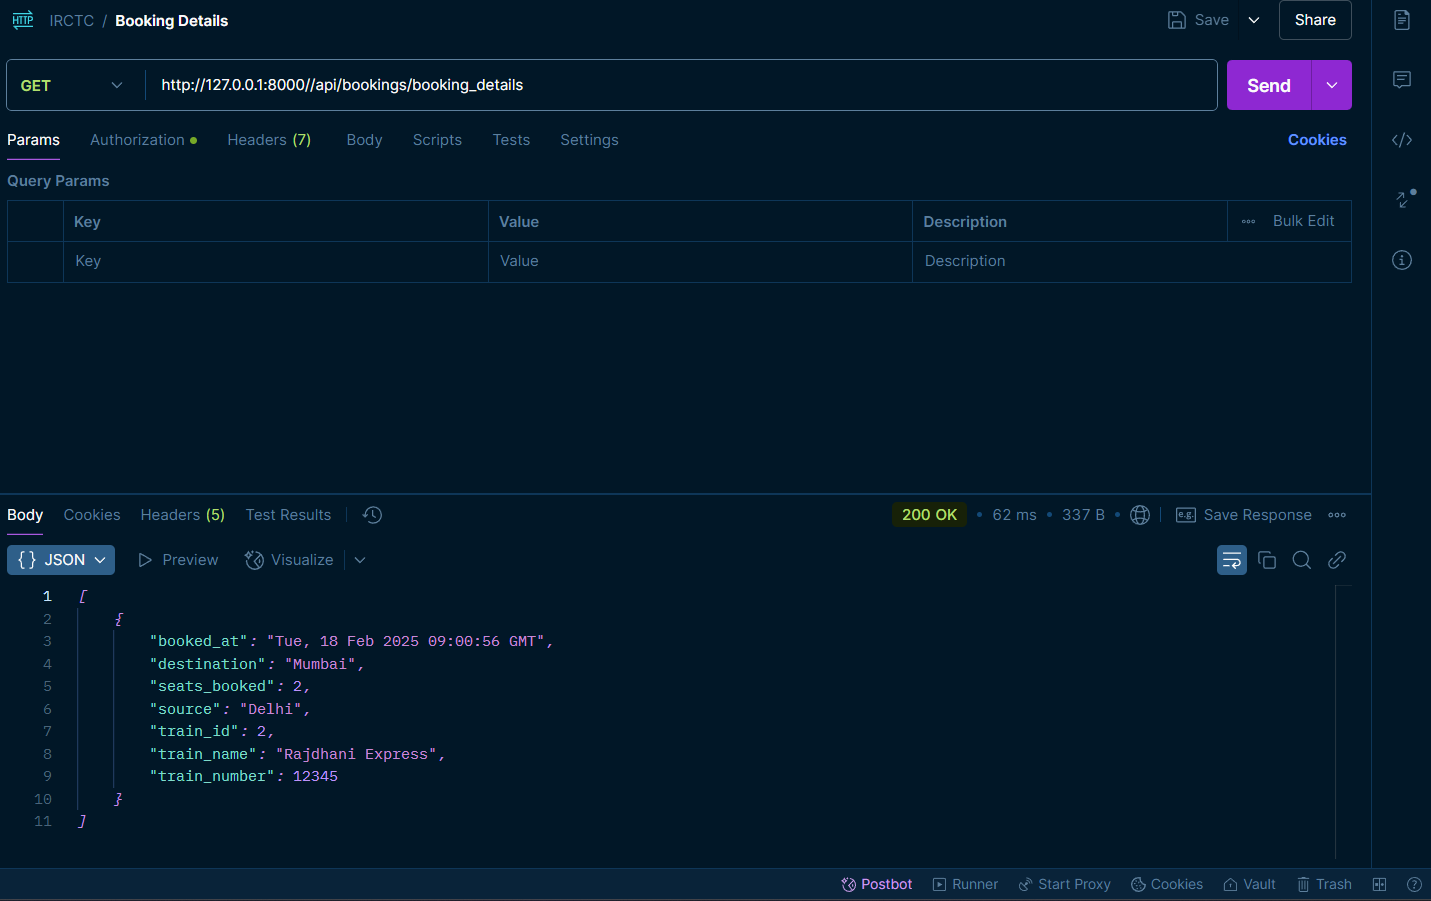 HTTP IRCTC / Booking Details Save Share
GET http://127.0.0.1:8000//api/bookings/booking_details Send
Params Authorization Headers (7) Body Scripts Tests Settings Cookies
Query Params
Key Value Description Bulk Edit
Key Value Description
Body Cookies Headers (5) Test Results 200 OK • 62 ms • 337 B • e.g. Save Response
{} JSON Preview Visualize
1 [
2 {
3 "booked_at": "Tue, 18 Feb 2025 09:00:56 GMT",
4 "destination": "Mumbai",
5 "seats_booked": 2,
6 "source": "Delhi",
7 "train_id": 2,
8 "train_name": "Rajdhani Express",
9 "train_number": 12345
10 }
11 ]
Postbot Runner Start Proxy Cookies Vault Trash